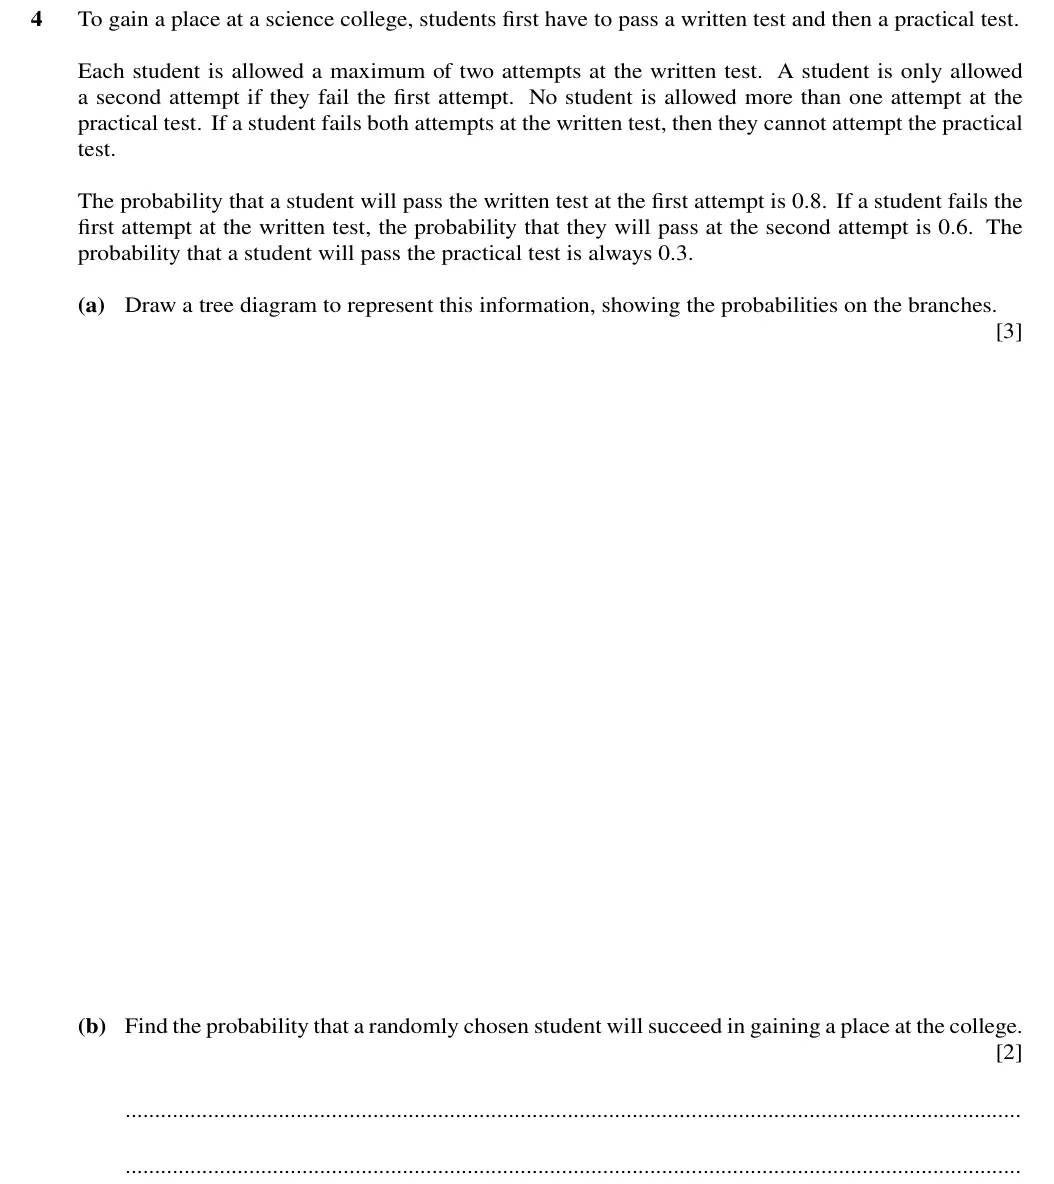 4 To gain a place at a science college, students first have to pass a written test and then a practical test.
Each student is allowed a maximum of two attempts at the written test. A student is only allowed
a second attempt if they fail the first attempt. No student is allowed more than one attempt at the
practical test. If a student fails both attempts at the written test, then they cannot attempt the practical
test.
The probability that a student will pass the written test at the first attempt is 0.8. If a student fails the
first attempt at the written test, the probability that they will pass at the second attempt is 0.6. The
probability that a student will pass the practical test is always 0.3.
(a) Draw a tree diagram to represent this information, showing the probabilities on the branches.
[3]
(b) Find the probability that a randomly chosen student will succeed in gaining a place at the college.
[2]